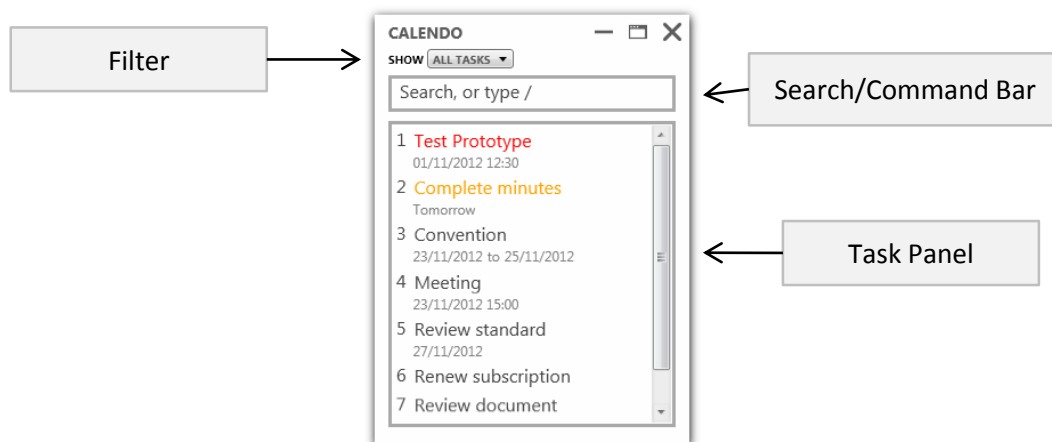 CALENDO
Filter
SHOW ALL TASKS
Search, or type /
Search/Command Bar
1 Test Prototype
01/11/2012 12:30
2 Complete minutes
Tomorrow
3 Convention
23/11/2012 to 25/11/2012
Task Panel
4 Meeting
23/11/2012 15:00
5 Review standard
27/11/2012
6 Renew subscription
7 Review document